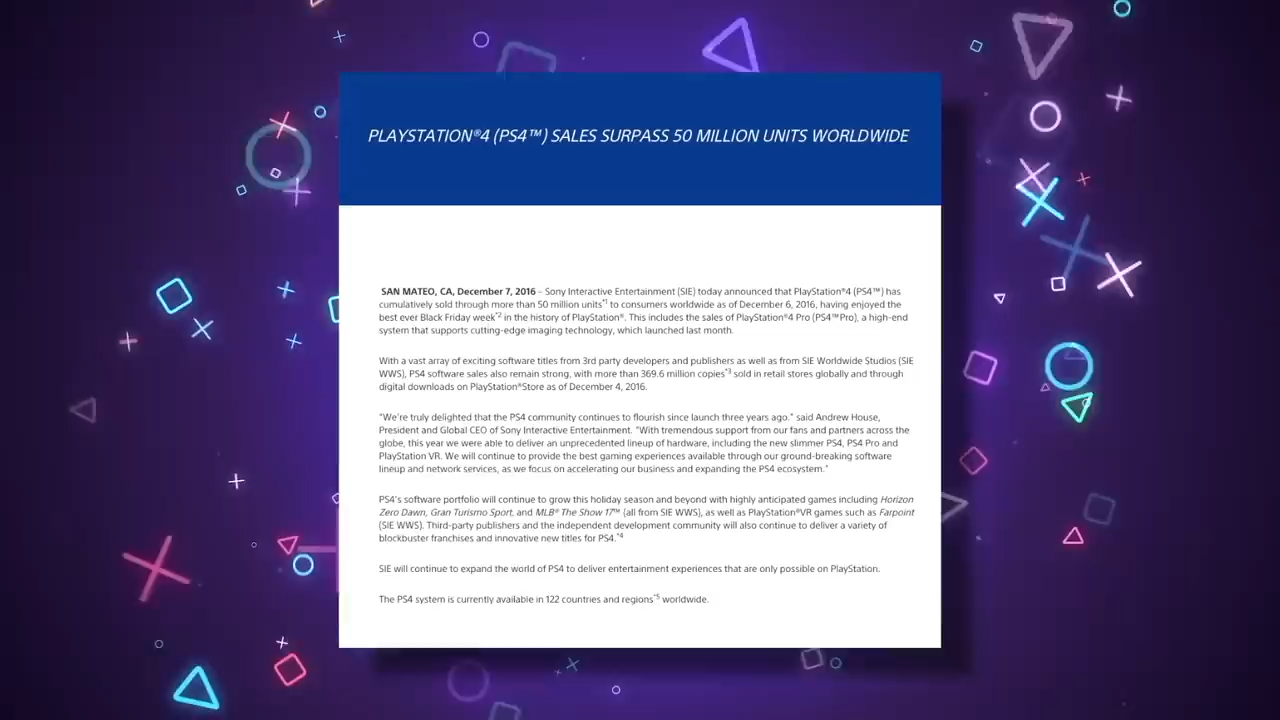 PLAYSTATION®4 (PS4™) SALES SURPASS 50 MILLION UNITS WORLDWIDE
SAN MATEO, CA, December 7, 2016 – Sony Interactive Entertainment (SIE) today announced that PlayStation®4 (PS4™) has
cumulatively sold through more than 50 million units*1 to consumers worldwide as of December 6, 2016, having enjoyed the
best ever Black Friday week*2 in the history of PlayStation®. This includes the sales of PlayStation®4 Pro (PS4™Pro), a high-end
system that supports cutting-edge imaging technology, which launched last month.
With a vast array of exciting software titles from 3rd party developers and publishers as well as from SIE Worldwide Studios (SIE
WWS), PS4 software sales also remain strong, with more than 369.6 million copies*3 sold in retail stores globally and through
digital downloads on PlayStation®Store as of December 4, 2016.
"We're truly delighted that the PS4 community continues to flourish since launch three years ago." said Andrew House,
President and Global CEO of Sony Interactive Entertainment. "With tremendous support from our fans and partners across the
globe, this year we were able to deliver an unprecedented lineup of hardware, including the new slimmer PS4, PS4 Pro and
PlayStation VR. We will continue to provide the best gaming experiences available through our ground-breaking software
lineup and network services, as we focus on accelerating our business and expanding the PS4 ecosystem."
PS4's software portfolio will continue to grow this holiday season and beyond with highly anticipated games including Horizon
Zero Dawn, Gran Turismo Sport, and MLB® The Show 17™ (all from SIE WWS), as well as PlayStation®VR games such as Farpoint
(SIE WWS). Third-party publishers and the independent development community will also continue to deliver a variety of
blockbuster franchises and innovative new titles for PS4.*4
SIE will continue to expand the world of PS4 to deliver entertainment experiences that are only possible on PlayStation.
The PS4 system is currently available in 122 countries and regions*5 worldwide.